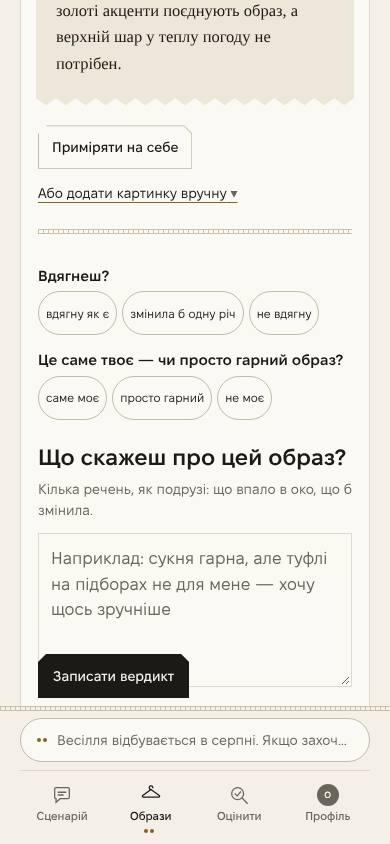 золоті акценти поєднують образ, а
верхній шар у теплу погоду не
потрібен.
Приміряти на себе
Або додати картинку вручну ▾
Вдягнеш?
вдягну як є
змінила б одну річ
не вдягну
Це саме твоє — чи просто гарний образ?
саме моє
просто гарний
не моє
Що скажеш про цей образ?
Кілька речень, як подрузі: що впало в око, що б
змінила.
Наприклад: сукня гарна, але туфлі
на підборах не для мене — хочу
щось зручніше
Записати вердикт
Весілля відбувається в серпні. Якщо захоч...
Сценарій
Образи
Оцінити
О
Профіль